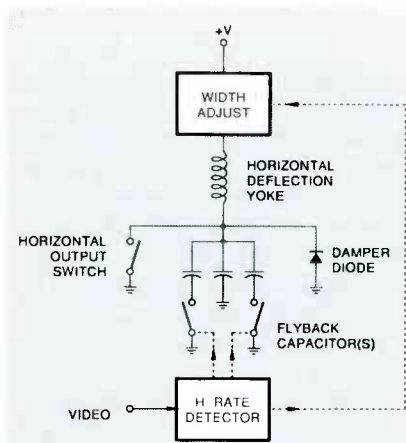 +V
WIDTH
ADJUST
HORIZONTAL
DEFLECTION
YOKE
HORIZONTAL
OUTPUT
SWITCH
DAMPER
DIODE
FLYBACK
CAPACITOR(S)
VIDEO
H RATE
DETECTOR